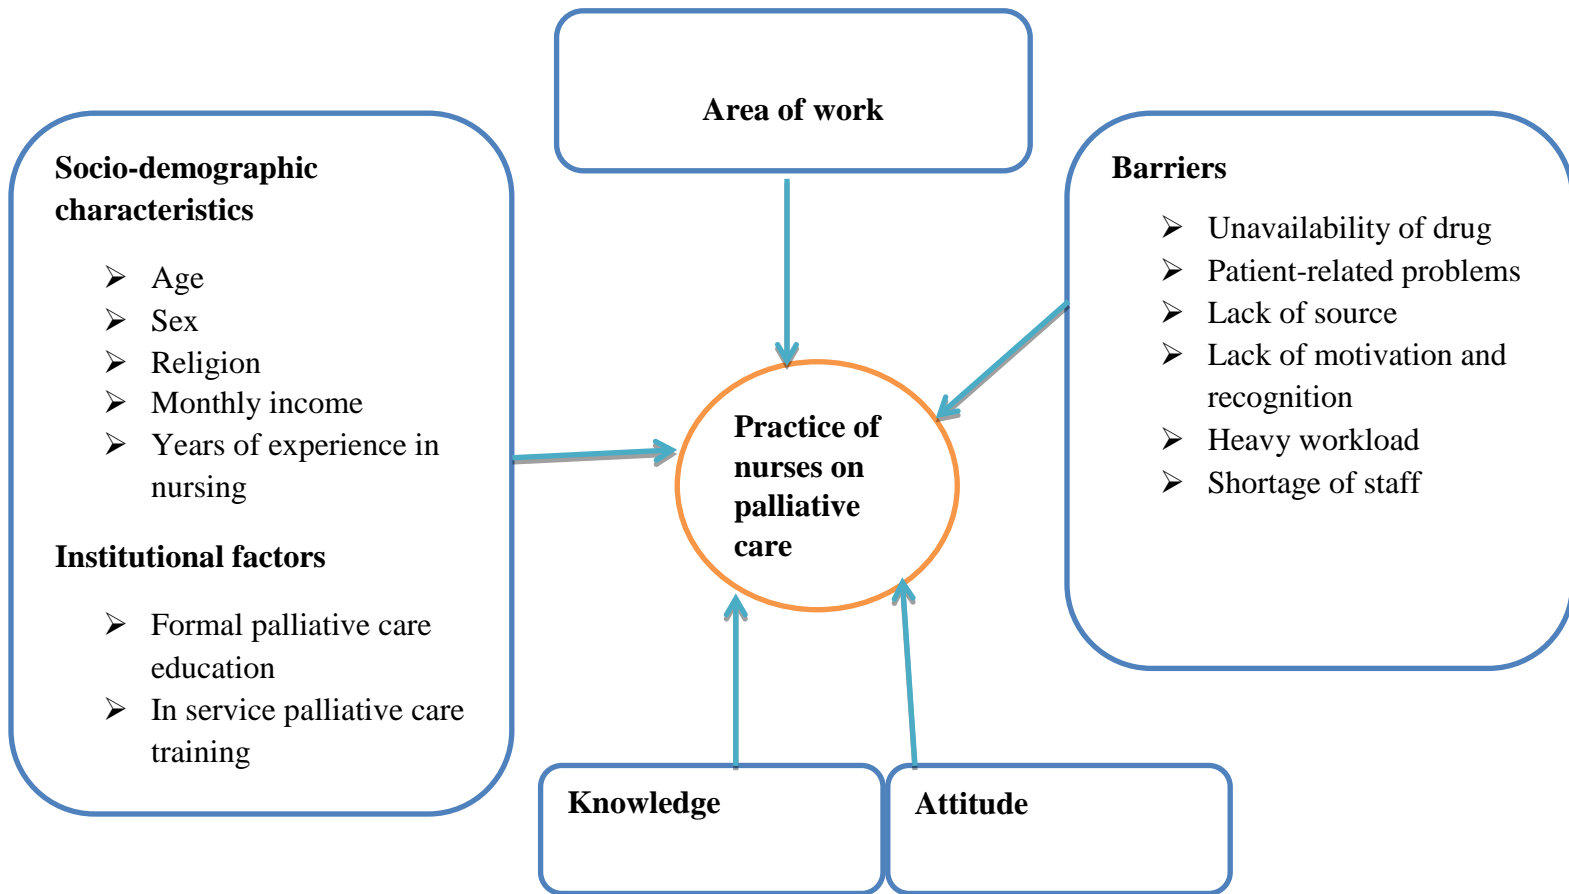 Area of work
Socio-demographic
characteristics
➢ Age
➢ Sex
➢ Religion
➢ Monthly income
➢ Years of experience in
nursing
Institutional factors
➢ Formal palliative care
education
➢ In service palliative care
training
Practice of
nurses on
palliative
care
Barriers
➢ Unavailability of drug
➢ Patient-related problems
➢ Lack of source
➢ Lack of motivation and
recognition
➢ Heavy workload
➢ Shortage of staff
Knowledge
Attitude